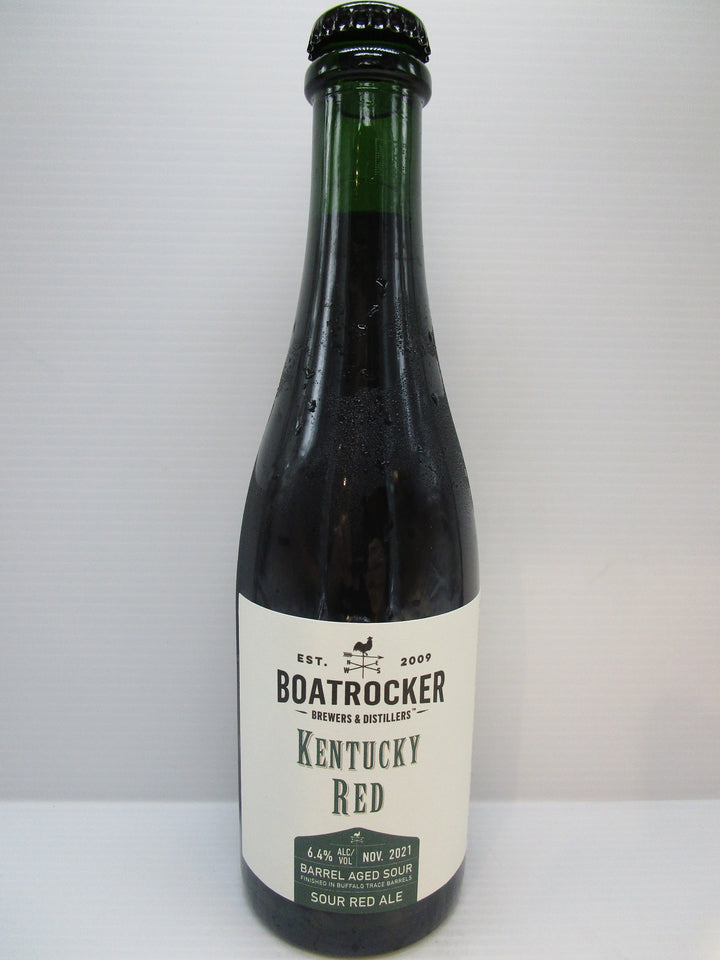 EST. 2009
N E W S
BOATROCKER
BREWERS & DISTILLERS™
KENTUCKY
RED
6.4% ALC/VOL NOV. 2021
BARREL AGED SOUR
FINISHED IN BUFFALO TRACE BARRELS
SOUR RED ALE